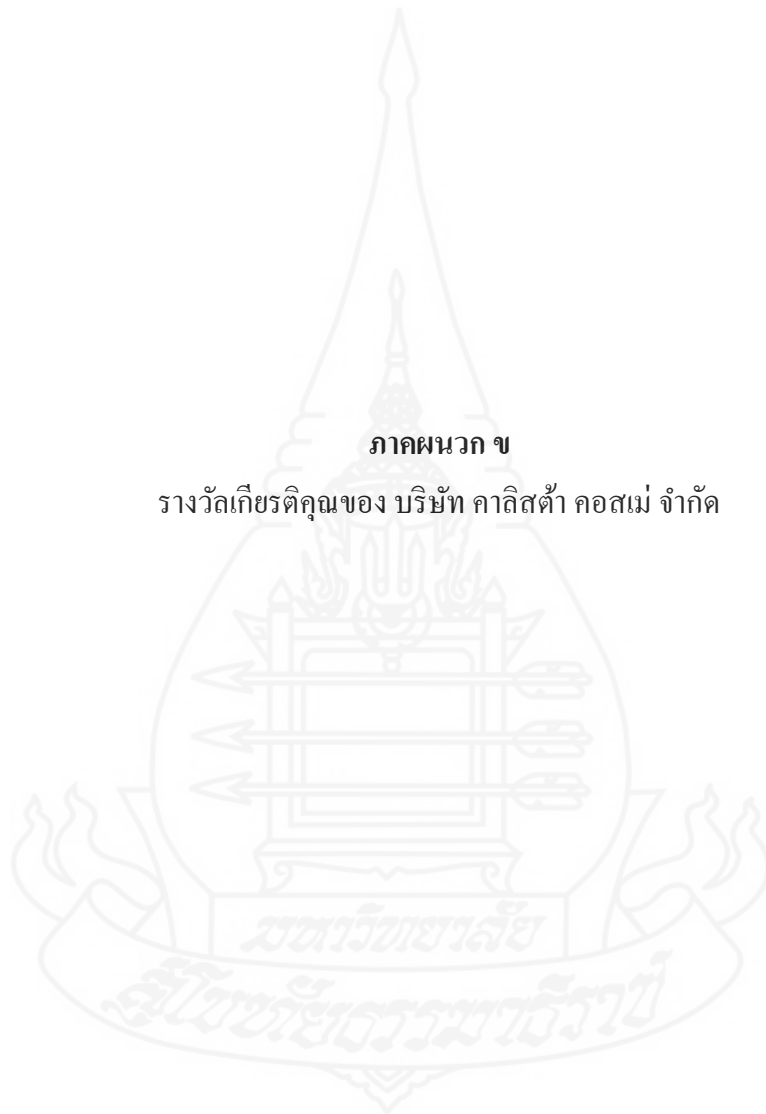 ภาคผนวก ข
รางวัลเกียรติคุณของ บริษัท คาลิสต้า คอสเม่ จำกัด
มหาวิทยาลัย
สุโขทัยธรรมาธิราช